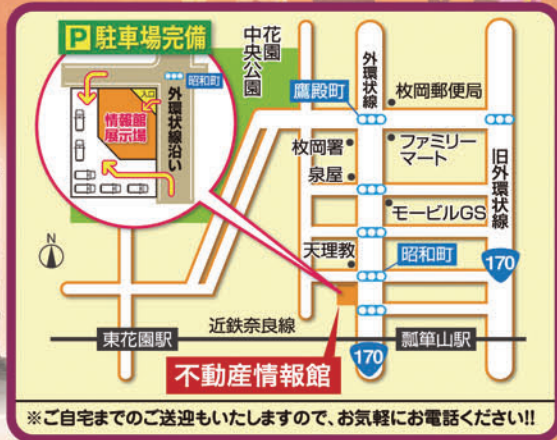 P 駐車場完備
入口
昭和町
情報館
展示場
外環状線沿い
花園
中央公園
外環状線
枚岡郵便局
鷹殿町
枚岡署
ファミリー
マート
泉屋
旧外環状線
モービルGS
天理教
昭和町
170
N
近鉄奈良線
東花園駅
瓢箪山駅
不動産情報館
170
※ご自宅までのご送迎もいたしますので、お気軽にお電話ください!!